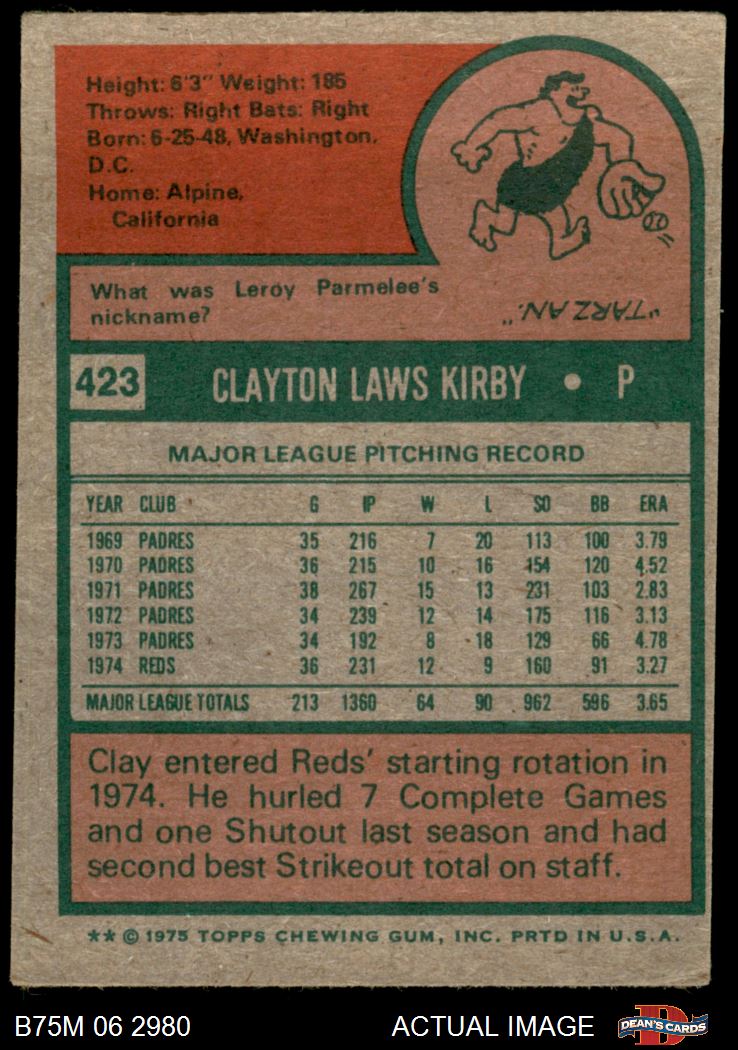 Height: 6'3" Weight: 185
Throws: Right Bats: Right
Born: 6-25-48, Washington,
D.C.
Home: Alpine,
California
What was Leroy Parmelee's
nickname?
"TARZAN."
423 CLAYTON LAWS KIRBY • P
MAJOR LEAGUE PITCHING RECORD
YEAR CLUB G IP W L SO BB ERA
1969 PADRES 35 216 7 20 113 100 3.79
1970 PADRES 36 215 10 16 154 120 4.52
1971 PADRES 38 267 15 13 231 103 2.83
1972 PADRES 34 239 12 14 175 116 3.13
1973 PADRES 34 192 8 18 129 66 4.78
1974 REDS 36 231 12 9 160 91 3.27
MAJOR LEAGUE TOTALS 213 1360 64 90 962 596 3.65
Clay entered Reds' starting rotation in
1974. He hurled 7 Complete Games
and one Shutout last season and had
second best Strikeout total on staff.
** © 1975 TOPPS CHEWING GUM, INC. PRTD IN U.S.A.
B75M 06 2980 ACTUAL IMAGE D DEAN'S CARDS